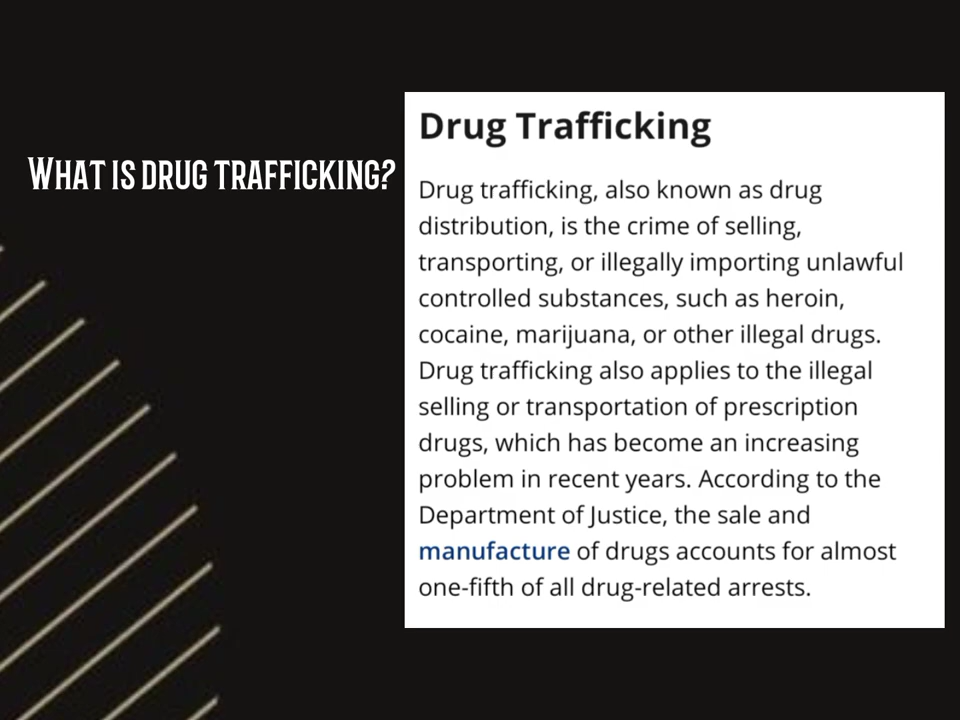 WHAT IS DRUG TRAFFICKING?
Drug Trafficking
Drug trafficking, also known as drug
distribution, is the crime of selling,
transporting, or illegally importing unlawful
controlled substances, such as heroin,
cocaine, marijuana, or other illegal drugs.
Drug trafficking also applies to the illegal
selling or transportation of prescription
drugs, which has become an increasing
problem in recent years. According to the
Department of Justice, the sale and
manufacture of drugs accounts for almost
one-fifth of all drug-related arrests.